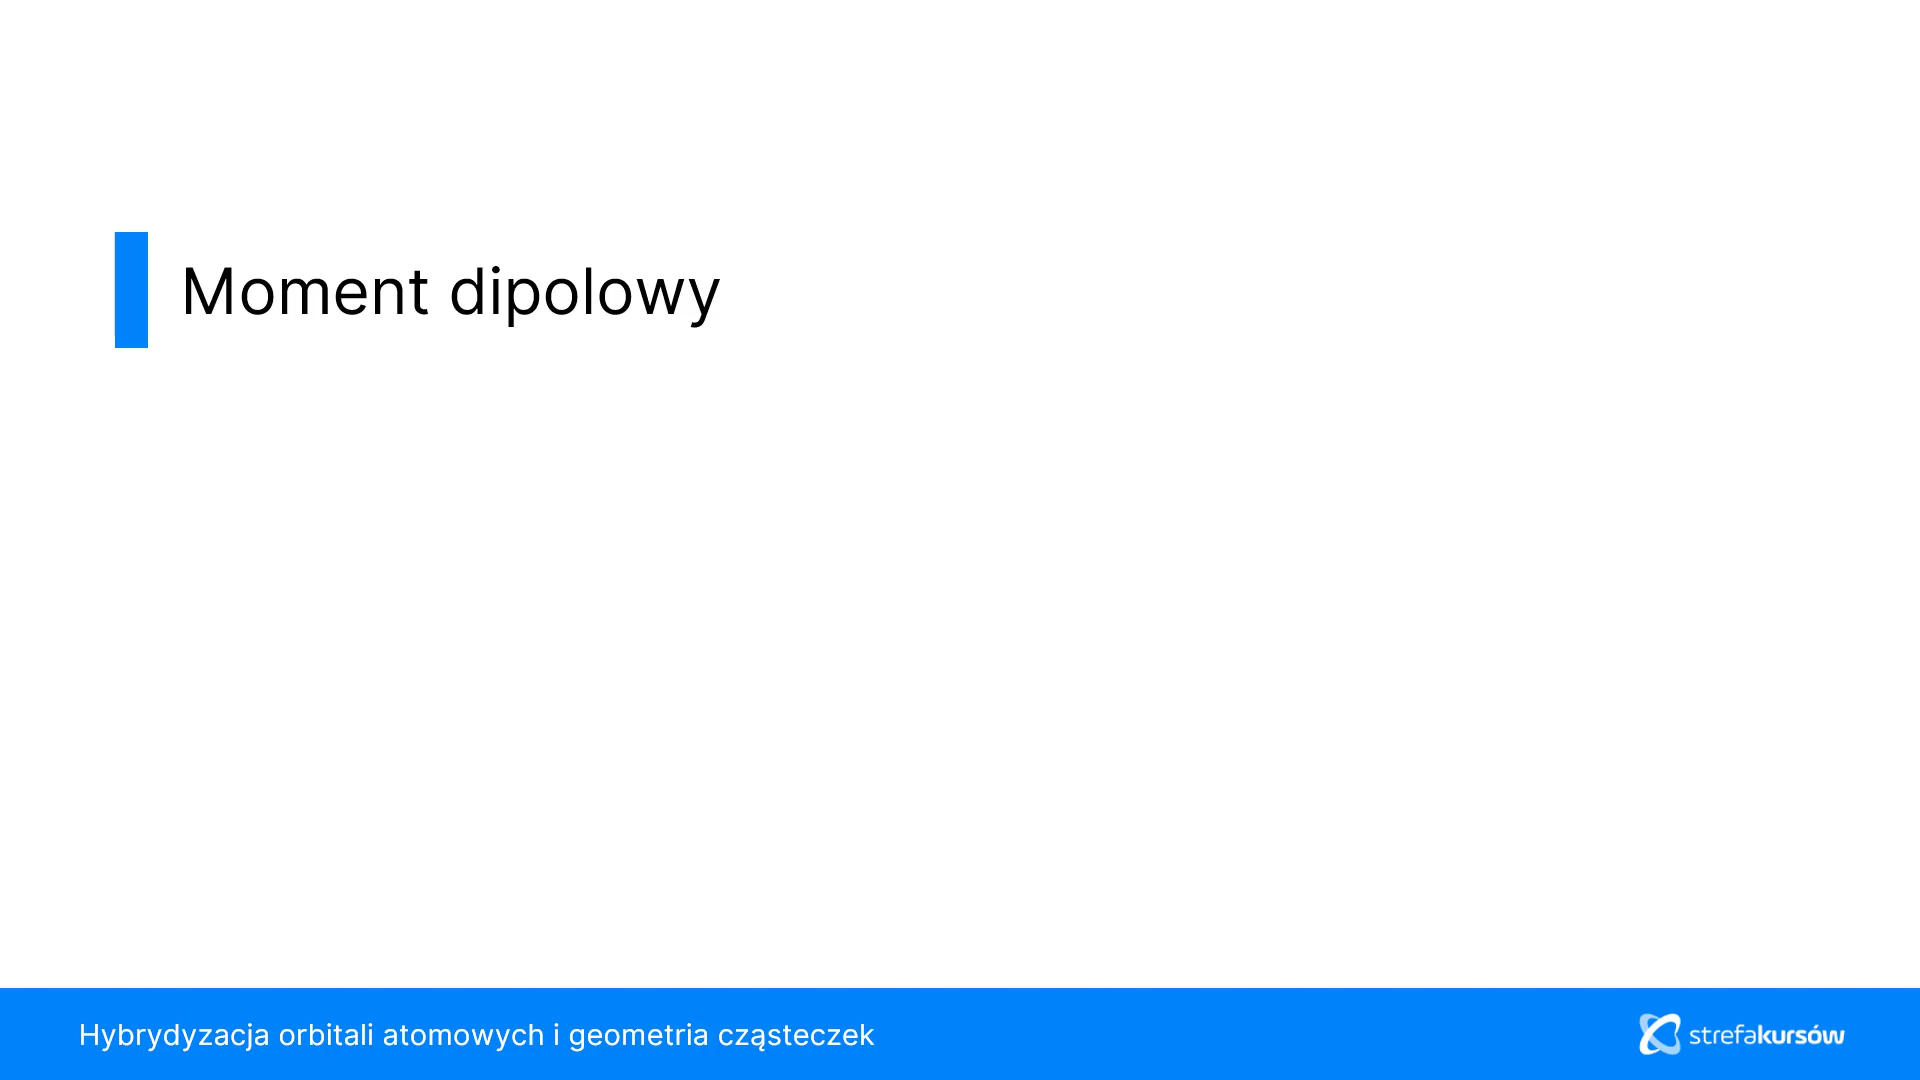 Moment dipolowy
Hybrydyzacja orbitali atomowych i geometria cząsteczek
strefakursów